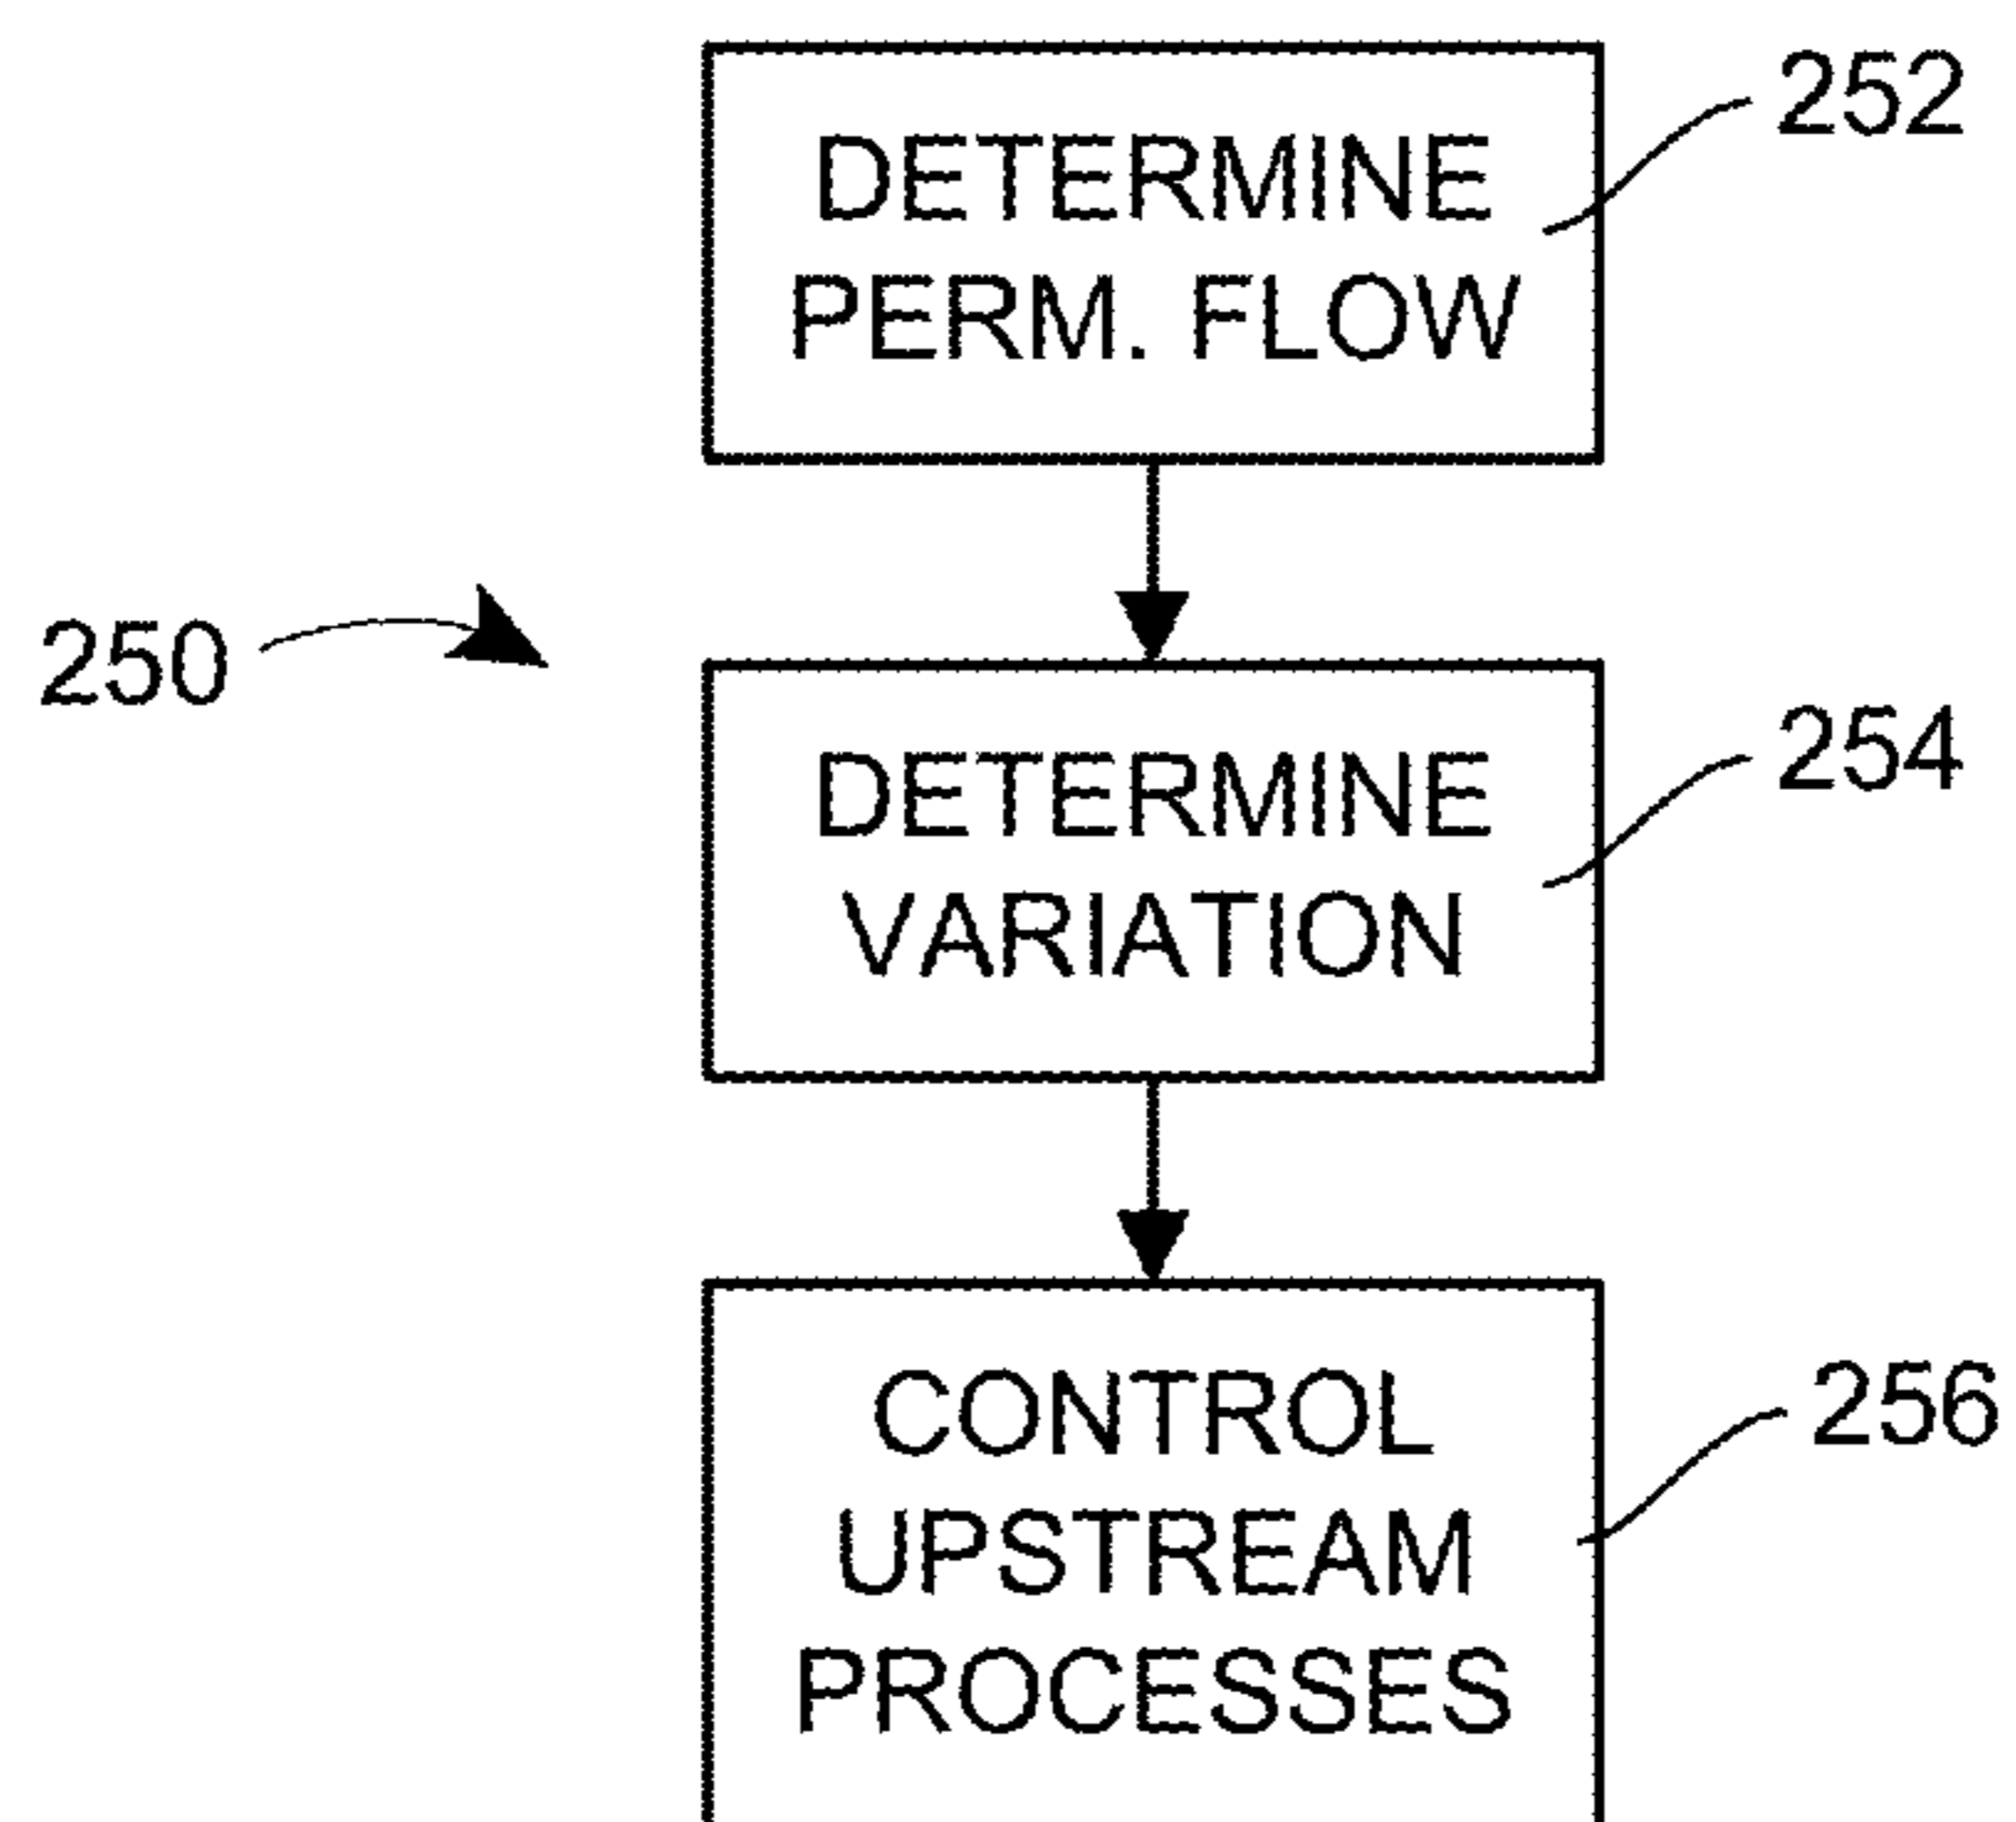 252
DETERMINE
PERM. FLOW
250
254
DETERMINE
VARIATION
256
CONTROL
UPSTREAM
PROCESSES